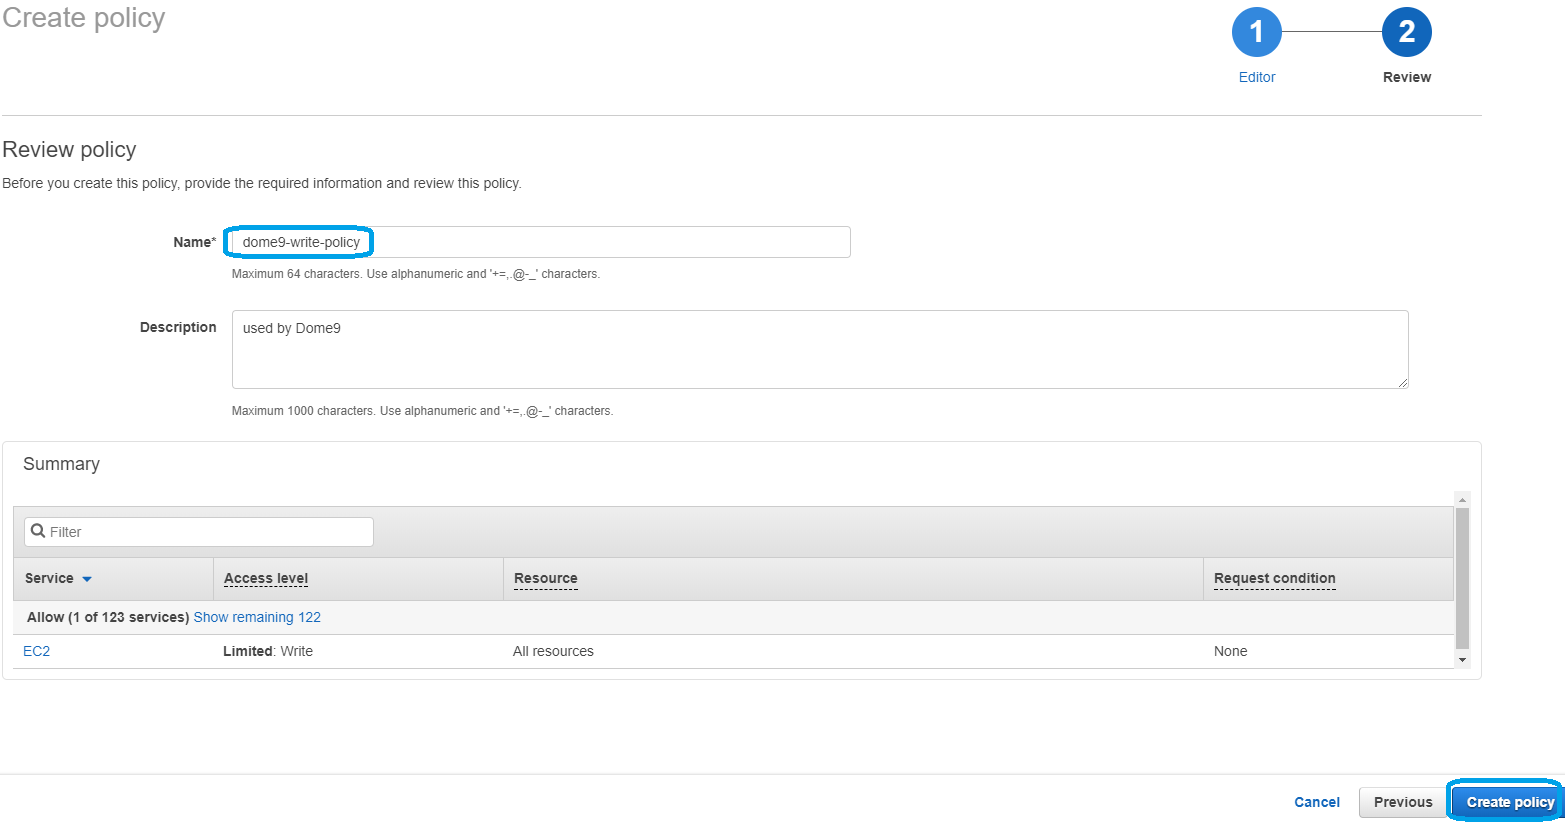 Create policy
1
2
Editor
Review
Review policy
Before you create this policy, provide the required information and review this policy.
Name* dome9-write-policy
Maximum 64 characters. Use alphanumeric and '+=,.@-_' characters.
Description used by Dome9
Maximum 1000 characters. Use alphanumeric and '+=,.@-_' characters.
Summary
Filter
Service Access level Resource Request condition
Allow (1 of 123 services) Show remaining 122
EC2 Limited: Write All resources None
Cancel Previous Create policy